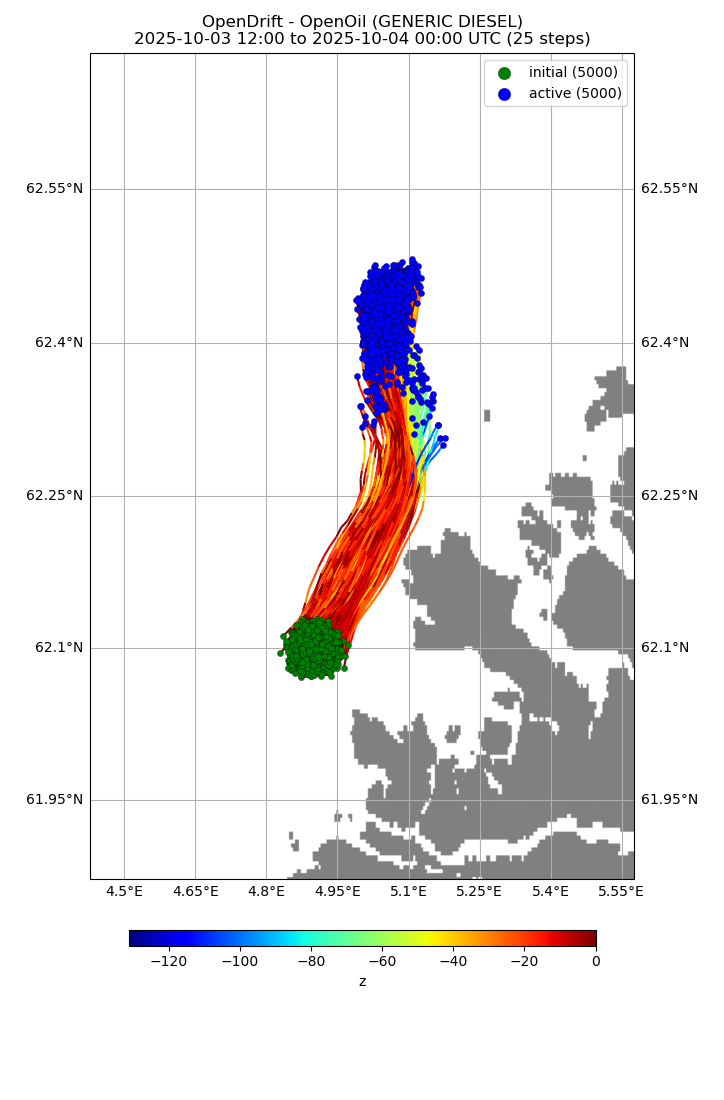 OpenDrift - OpenOil (GENERIC DIESEL)
2025-10-03 12:00 to 2025-10-04 00:00 UTC (25 steps)
initial (5000)
active (5000)
62.55°N 62.55°N
62.4°N 62.4°N
62.25°N 62.25°N
62.1°N 62.1°N
61.95°N 61.95°N
4.5°E 4.65°E 4.8°E 4.95°E 5.1°E 5.25°E 5.4°E 5.55°E
−120 −100 −80 −60 −40 −20 0
z